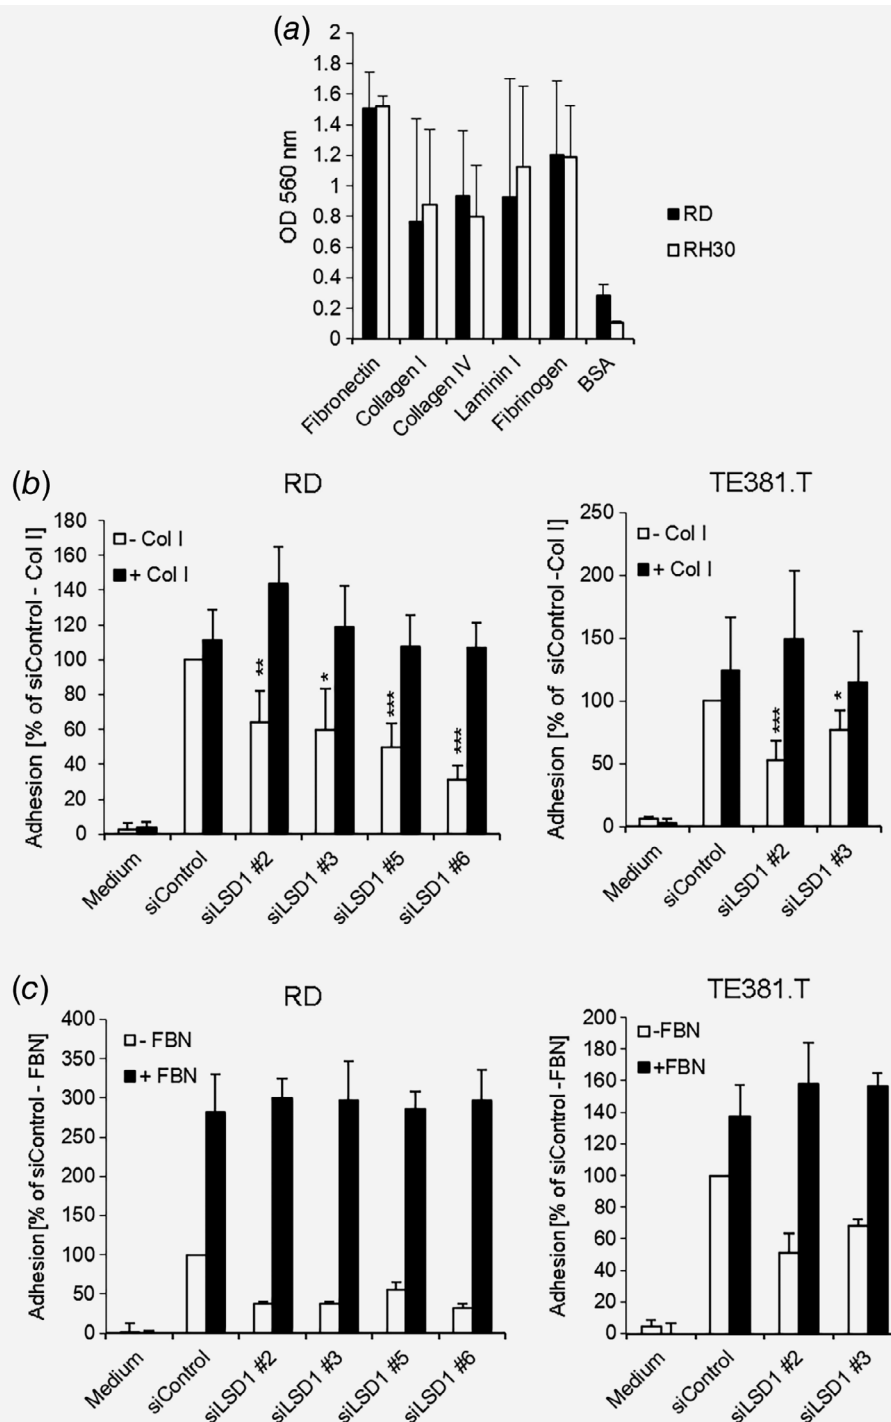 (a)
2
1.8
1.6
1.4
1.2
1
0.8
0.6
0.4
0.2
0
OD 560 nm
RD
RH30
Fibronectin
Collagen I
Collagen IV
Laminin I
Fibrinogen
BSA
(b)
RD
180
160
140
120
100
80
60
40
20
0
Adhesion [% of siControl - Col I]
- Col I
+ Col I
**
*
***
***
Medium
siControl
siLSD1 #2
siLSD1 #3
siLSD1 #5
siLSD1 #6
TE381.T
250
200
150
100
50
0
Adhesion [% of siControl -Col I]
- Col I
+ Col I
***
*
Medium
siControl
siLSD1 #2
siLSD1 #3
(c)
RD
400
350
300
250
200
150
100
50
0
Adhesion [% of siControl - FBN]
- FBN
+ FBN
Medium
siControl
siLSD1 #2
siLSD1 #3
siLSD1 #5
siLSD1 #6
TE381.T
200
180
160
140
120
100
80
60
40
20
0
Adhesion [% of siControl -FBN]
-FBN
+FBN
Medium
siControl
siLSD1 #2
siLSD1 #3